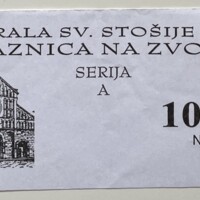 RALA SV. STOŠIJE
AZNICA NA ZVO
SERIJA
A
10
N